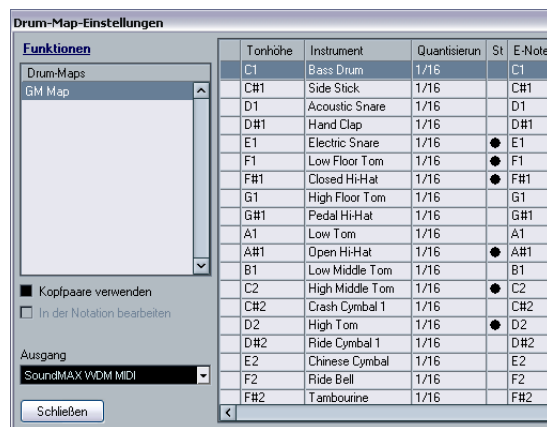 Drum-Map-Einstellungen
Funktionen
Drum-Maps
GM Map
Kopfpaare verwenden
In der Notation bearbeiten
Ausgang
SoundMAX WDM MIDI
Schließen
Tonhöhe Instrument Quantisierun St E-Note
C1 Bass Drum 1/16 C1
C#1 Side Stick 1/16 C#1
D1 Acoustic Snare 1/16 D1
D#1 Hand Clap 1/16 D#1
E1 Electric Snare 1/16 E1
F1 Low Floor Tom 1/16 F1
F#1 Closed Hi-Hat 1/16 F#1
G1 High Floor Tom 1/16 G1
G#1 Pedal Hi-Hat 1/16 G#1
A1 Low Tom 1/16 A1
A#1 Open Hi-Hat 1/16 A#1
B1 Low Middle Tom 1/16 B1
C2 High Middle Tom 1/16 C2
C#2 Crash Cymbal 1 1/16 C#2
D2 High Tom 1/16 D2
D#2 Ride Cymbal 1 1/16 D#2
E2 Chinese Cymbal 1/16 E2
F2 Ride Bell 1/16 F2
F#2 Tambourine 1/16 F#2